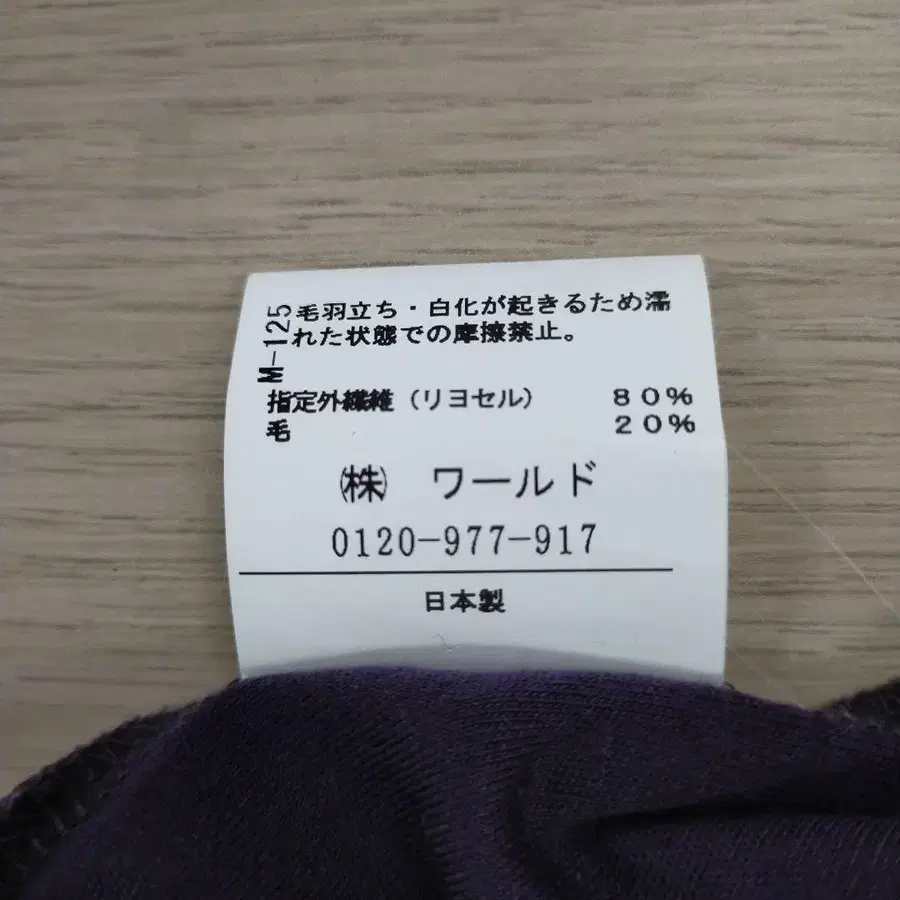 M-125
毛羽立ち・白化が起きるため濡
れた状態での摩擦禁止。
指定外繊維（リヨセル） ８０％
毛 ２０％
㈱ ワールド
0120-977-917
日本製